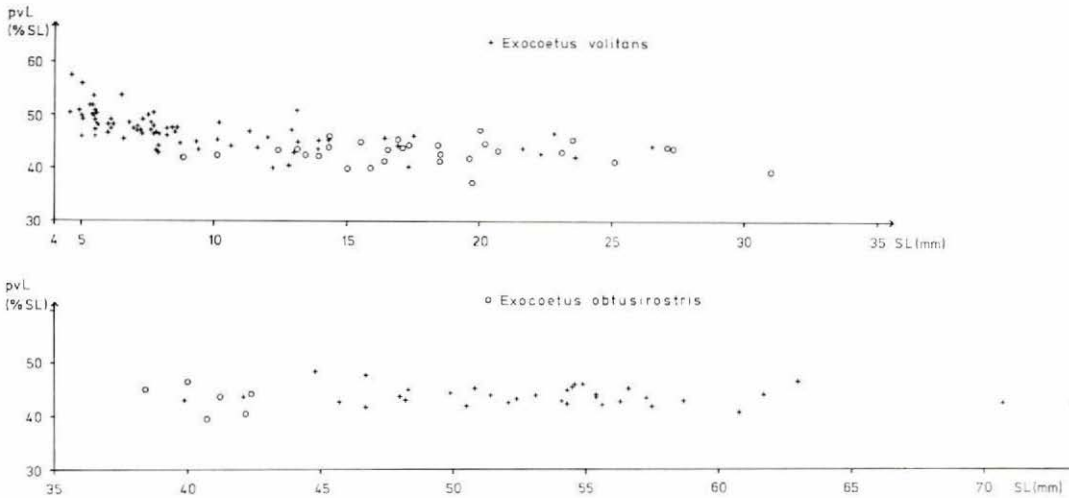 pvL
(% SL)
+ Exocoetus volitans
60
50
40
30
4 5 10 15 20 25 30 35 SL (mm)
pvL
(% SL)
o Exocoetus obtusirostris
60
50
40
30
35 40 45 50 55 60 65 70 SL (mm)